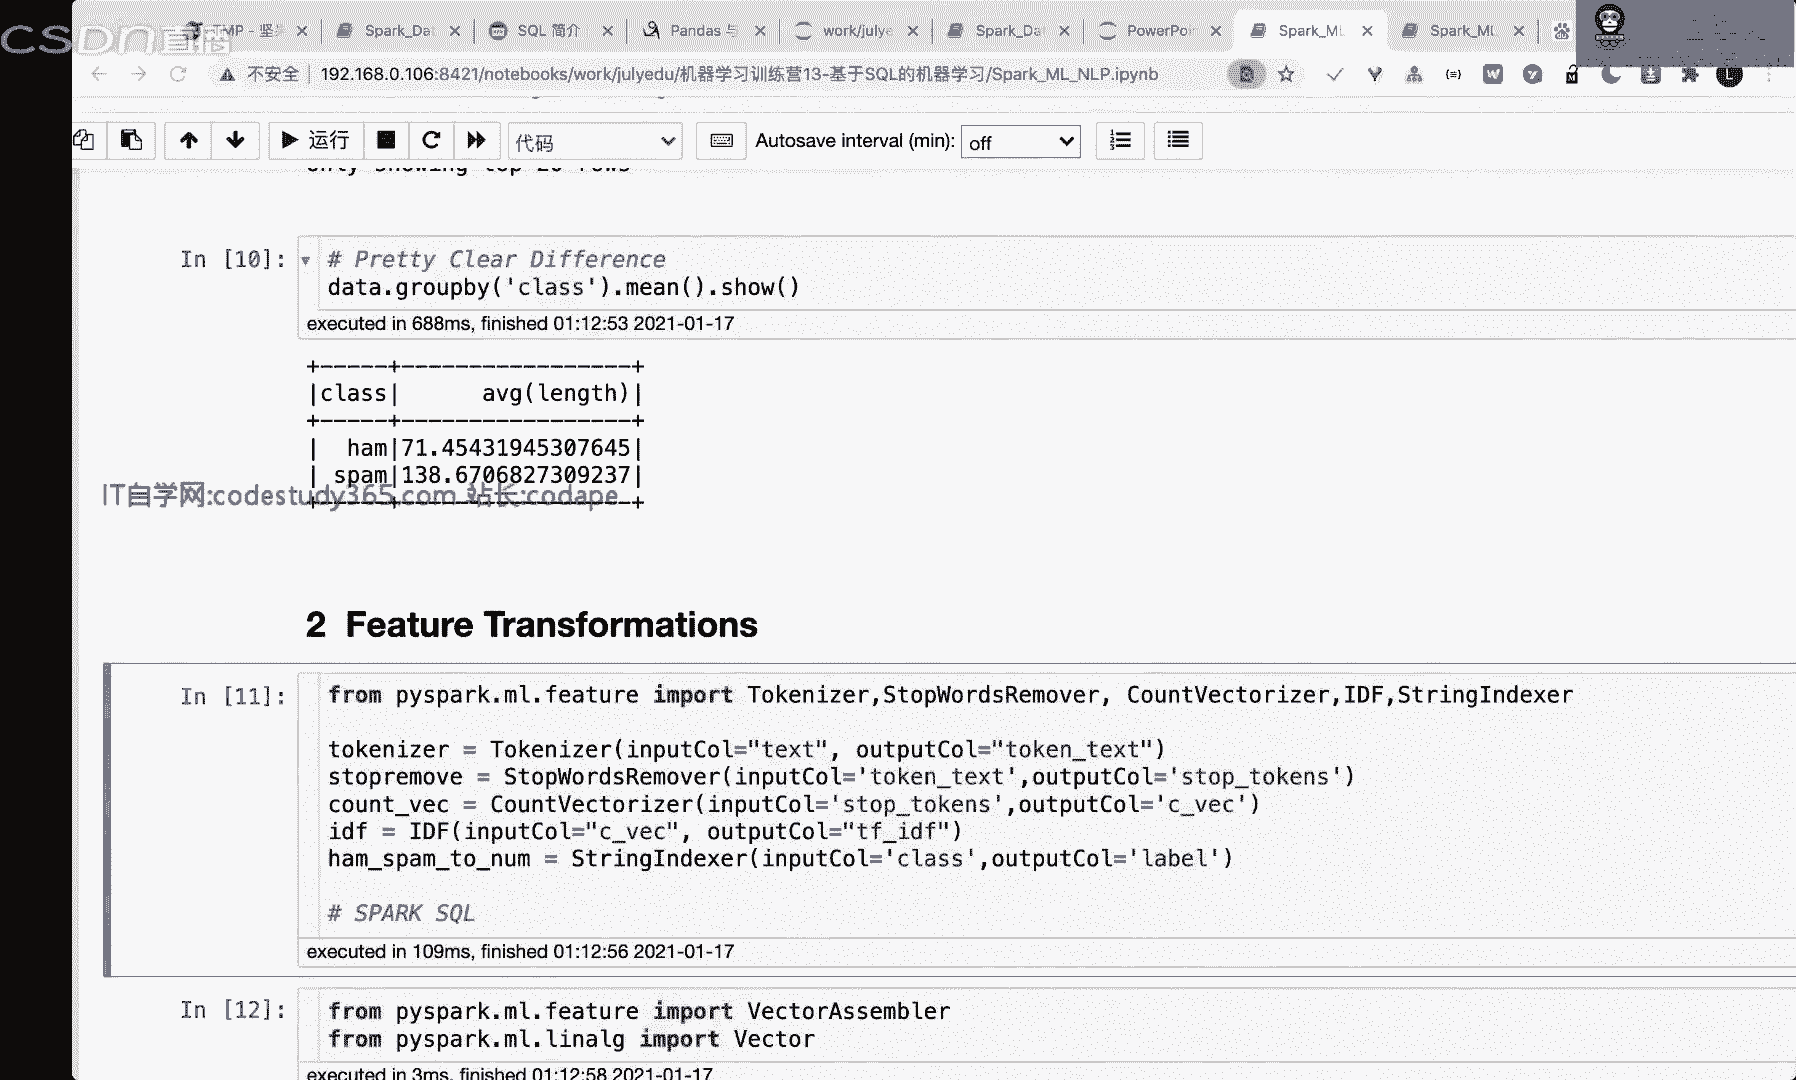 CSDN直播
TMP - 坚
Spark_Dat
SQL 简介
Pandas 与
work/julye
Spark_Dat
PowerPoi
Spark_ML
Spark_ML
不安全
192.168.0.106:8421/notebooks/work/julyedu/机器学习训练营13-基于SQL的机器学习/Spark_ML_NLP.ipynb
运行
代码
Autosave interval (min):
off
only showing top 20 rows
In [10]:
# Pretty Clear Difference
data.groupby('class').mean().show()
executed in 688ms, finished 01:12:53 2021-01-17
+-----+-----------------+
|class|      avg(length)|
+-----+-----------------+
|  ham|71.45431945307645|
| spam|138.6706827309237|
+-----+-----------------+
IT自学网:codestudy365.com 站长:codape
2 Feature Transformations
In [11]:
from pyspark.ml.feature import Tokenizer,StopWordsRemover, CountVectorizer,IDF,StringIndexer
tokenizer = Tokenizer(inputCol="text", outputCol="token_text")
stopremove = StopWordsRemover(inputCol='token_text',outputCol='stop_tokens')
count_vec = CountVectorizer(inputCol='stop_tokens',outputCol='c_vec')
idf = IDF(inputCol="c_vec", outputCol="tf_idf")
ham_spam_to_num = StringIndexer(inputCol='class',outputCol='label')
# SPARK SQL
executed in 109ms, finished 01:12:56 2021-01-17
In [12]:
from pyspark.ml.feature import VectorAssembler
from pyspark.ml.linalg import Vector
executed in 3ms, finished 01:12:58 2021-01-17